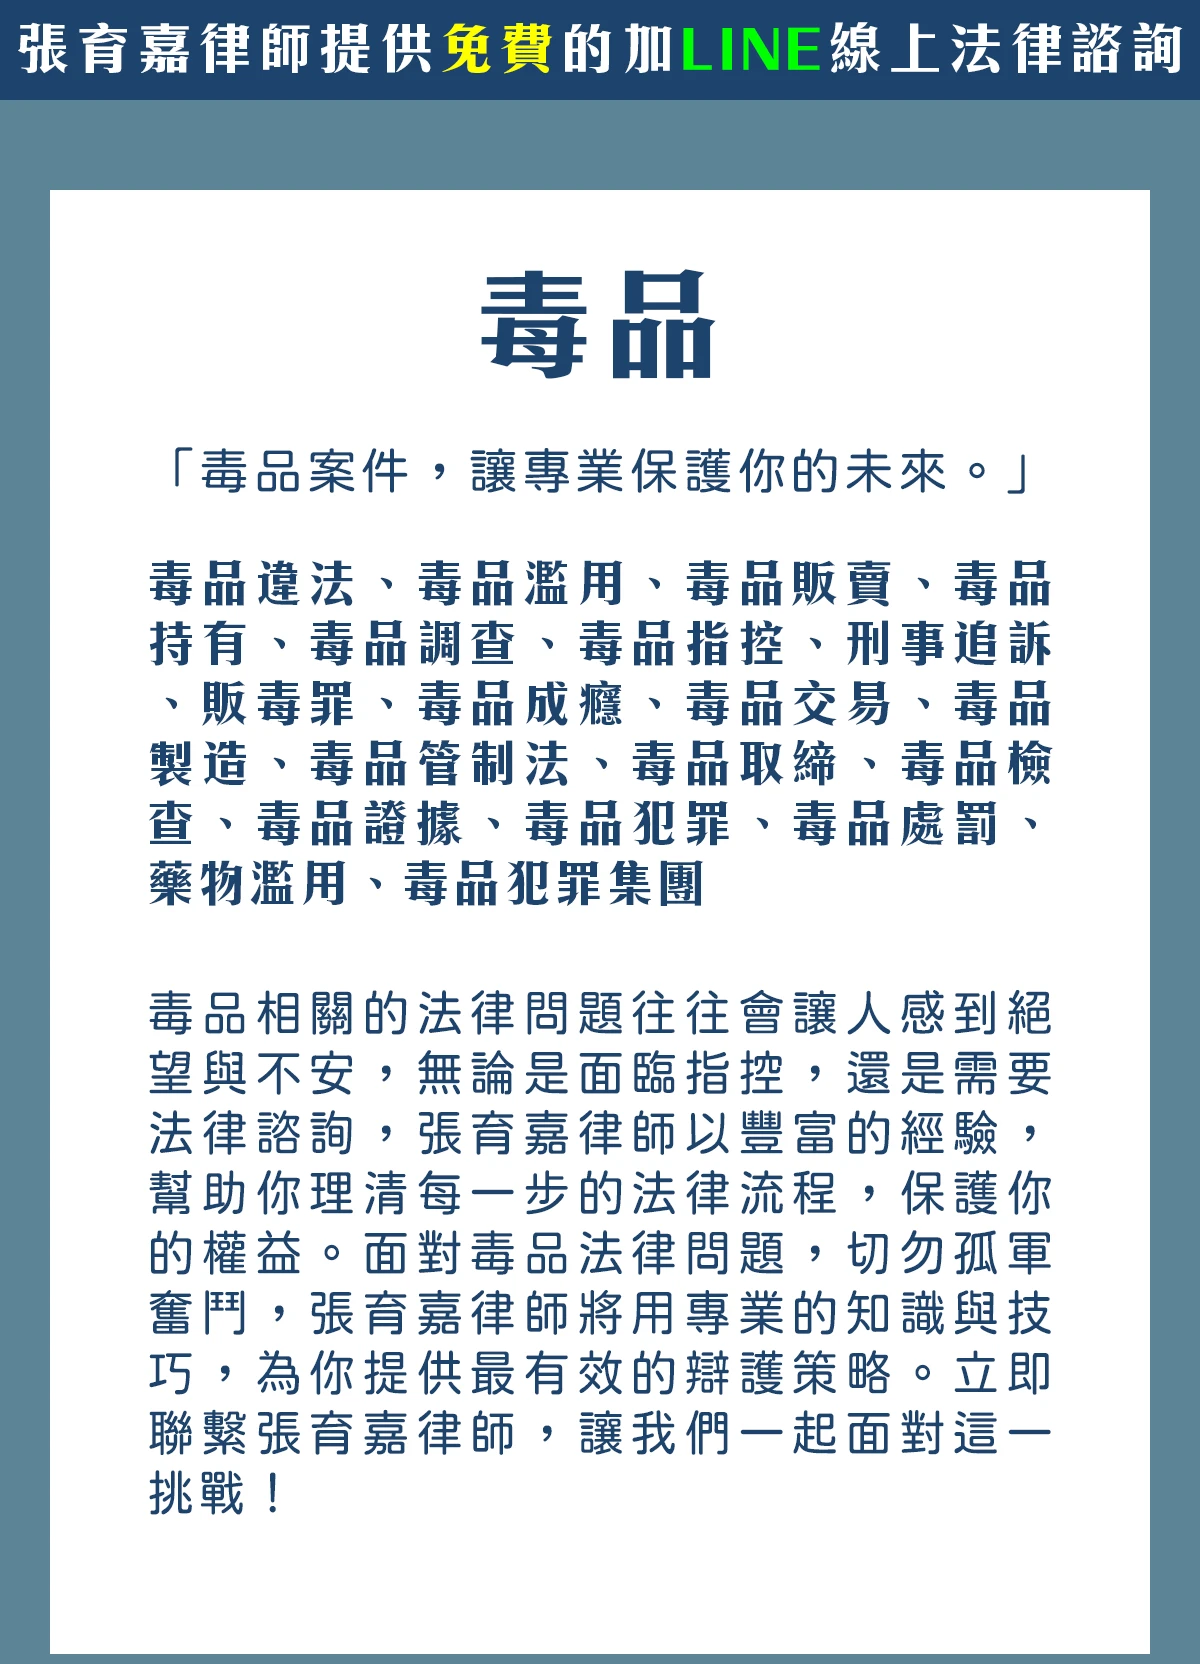 張育嘉律師提供免費的加LINE線上法律諮詢
毒品
「毒品案件，讓專業保護你的未來。」
毒品違法、毒品濫用、毒品販賣、毒品
持有、毒品調查、毒品指控、刑事追訴
、販毒罪、毒品成癮、毒品交易、毒品
製造、毒品管制法、毒品取締、毒品檢
查、毒品證據、毒品犯罪、毒品處罰、
藥物濫用、毒品犯罪集團
毒品相關的法律問題往往會讓人感到絕
望與不安，無論是面臨指控，還是需要
法律諮詢，張育嘉律師以豐富的經驗，
幫助你理清每一步的法律流程，保護你
的權益。面對毒品法律問題，切勿孤軍
奮鬥，張育嘉律師將用專業的知識與技
巧，為你提供最有效的辯護策略。立即
聯繫張育嘉律師，讓我們一起面對這一
挑戰！